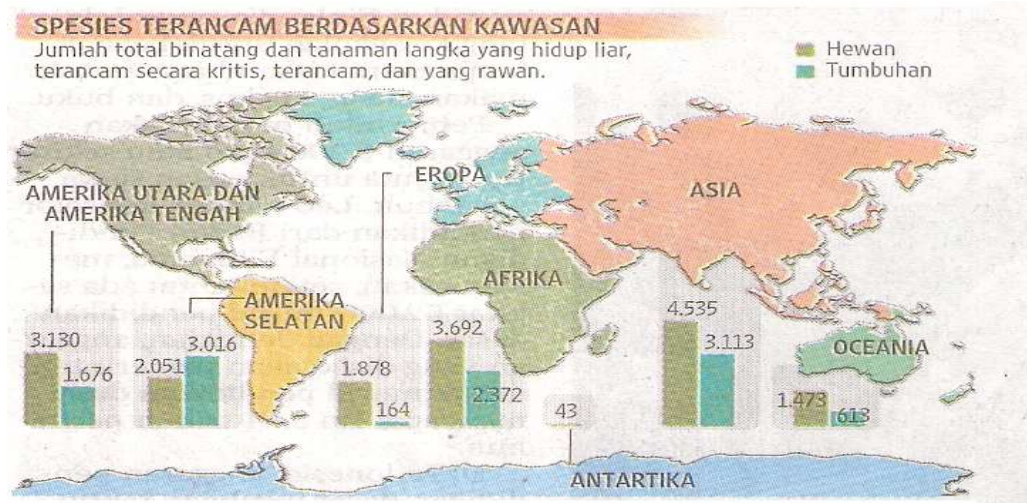 SPESIES TERANCAM BERDASARKAN KAWASAN
Jumlah total binatang dan tanaman langka yang hidup liar,
terancam secara kritis, terancam, dan yang rawan.
Hewan
Tumbuhan
AMERIKA UTARA DAN
AMERIKA TENGAH
EROPA
ASIA
AFRIKA
AMERIKA
SELATAN
OCEANIA
3.130
1.676
2.051
3.016
1.878
164
3.692
2.372
43
4.535
3.113
1.473
613
ANTARTIKA